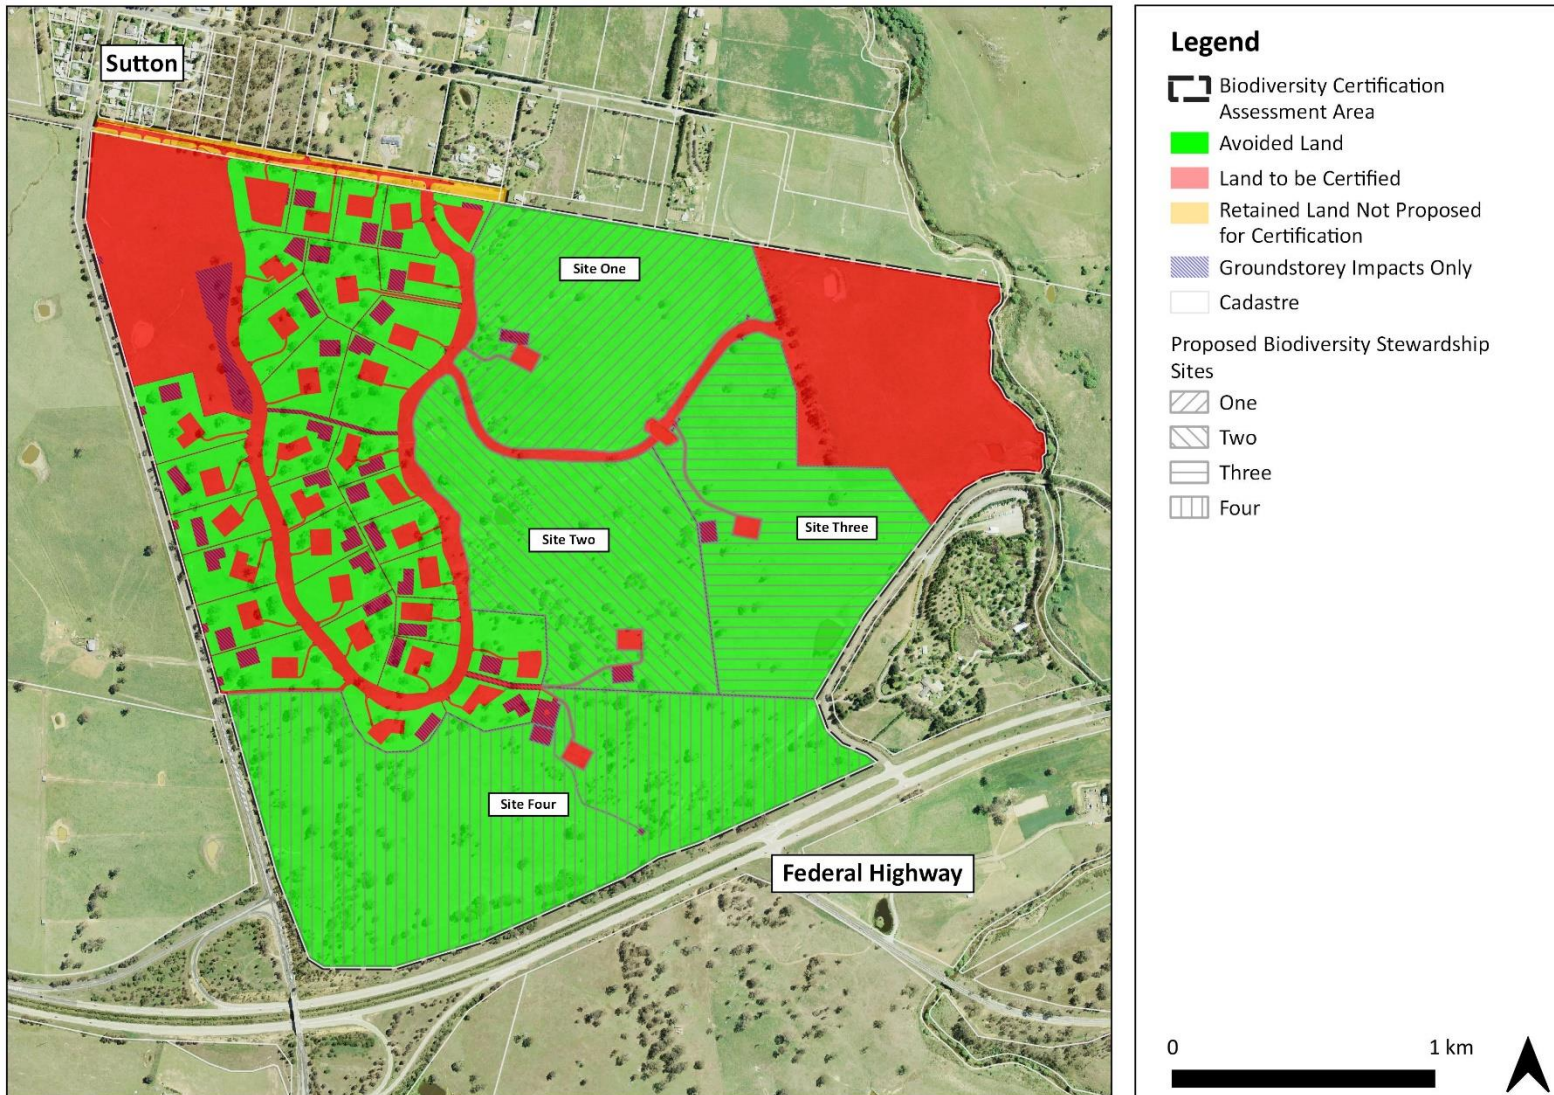 Sutton
Site One
Site Two
Site Three
Site Four
Federal Highway
Legend
Biodiversity Certification
Assessment Area
Avoided Land
Land to be Certified
Retained Land Not Proposed
for Certification
Groundstorey Impacts Only
Cadastre
Proposed Biodiversity Stewardship
Sites
One
Two
Three
Four
0 1 km